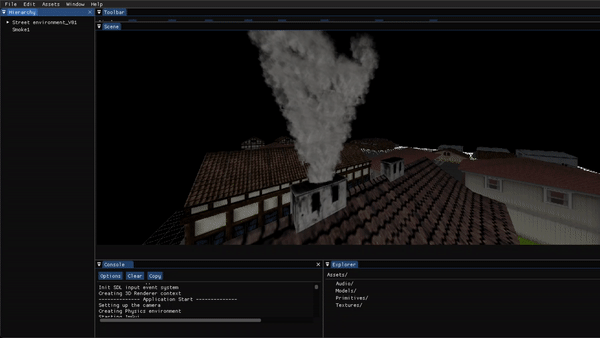 File Edit Assets Window Help
Hierarchy
Toolbar
Street environment_V01
Smoke1
Scene
Console
Options Clear Copy
Init SDL input event system
Creating 3D Renderer context
-------------- Application Start --------------
Setting up the camera
Creating Physics environment
Starting ImGui
Explorer
Assets/
Audio/
Models/
Primitives/
Textures/